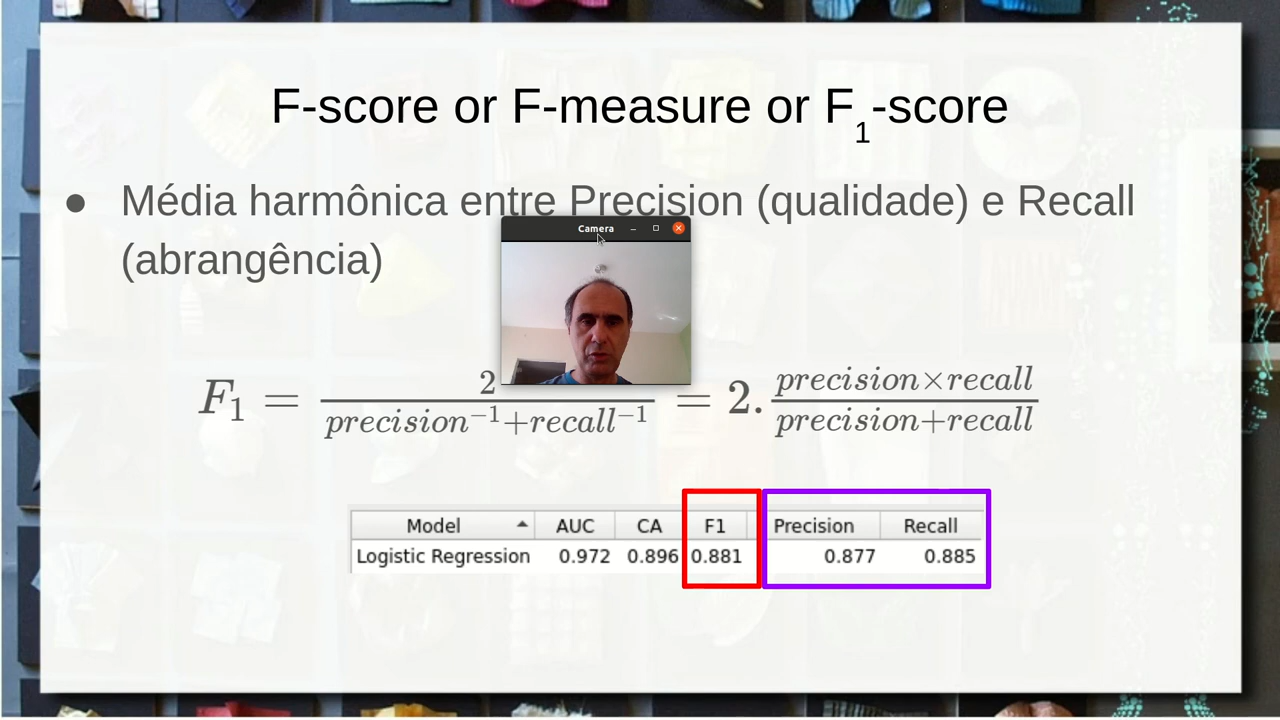 F-score or F-measure or F1-score
● Média harmônica entre Precision (qualidade) e Recall
(abrangência)
Camera
F1 = 2 / (precision^-1 + recall^-1) = 2. (precision×recall) / (precision+recall)
Model AUC CA F1 Precision Recall
Logistic Regression 0.972 0.896 0.881 0.877 0.885